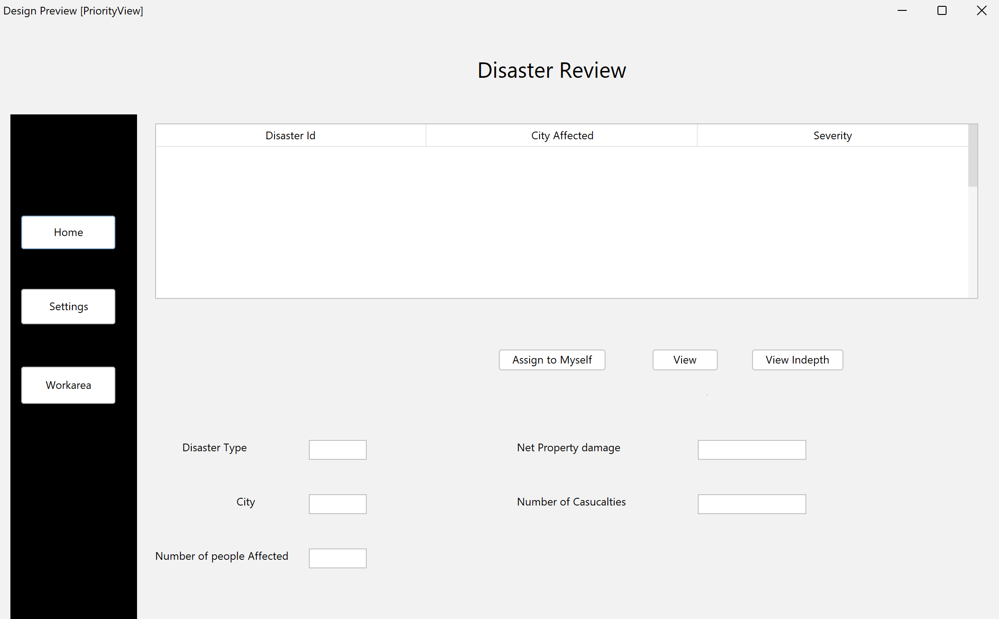 Design Preview [PriorityView]
Disaster Review
Disaster Id City Affected Severity
Home
Settings
Workarea
Assign to Myself View View Indepth
Disaster Type
Net Property damage
City
Number of Casucalties
Number of people Affected